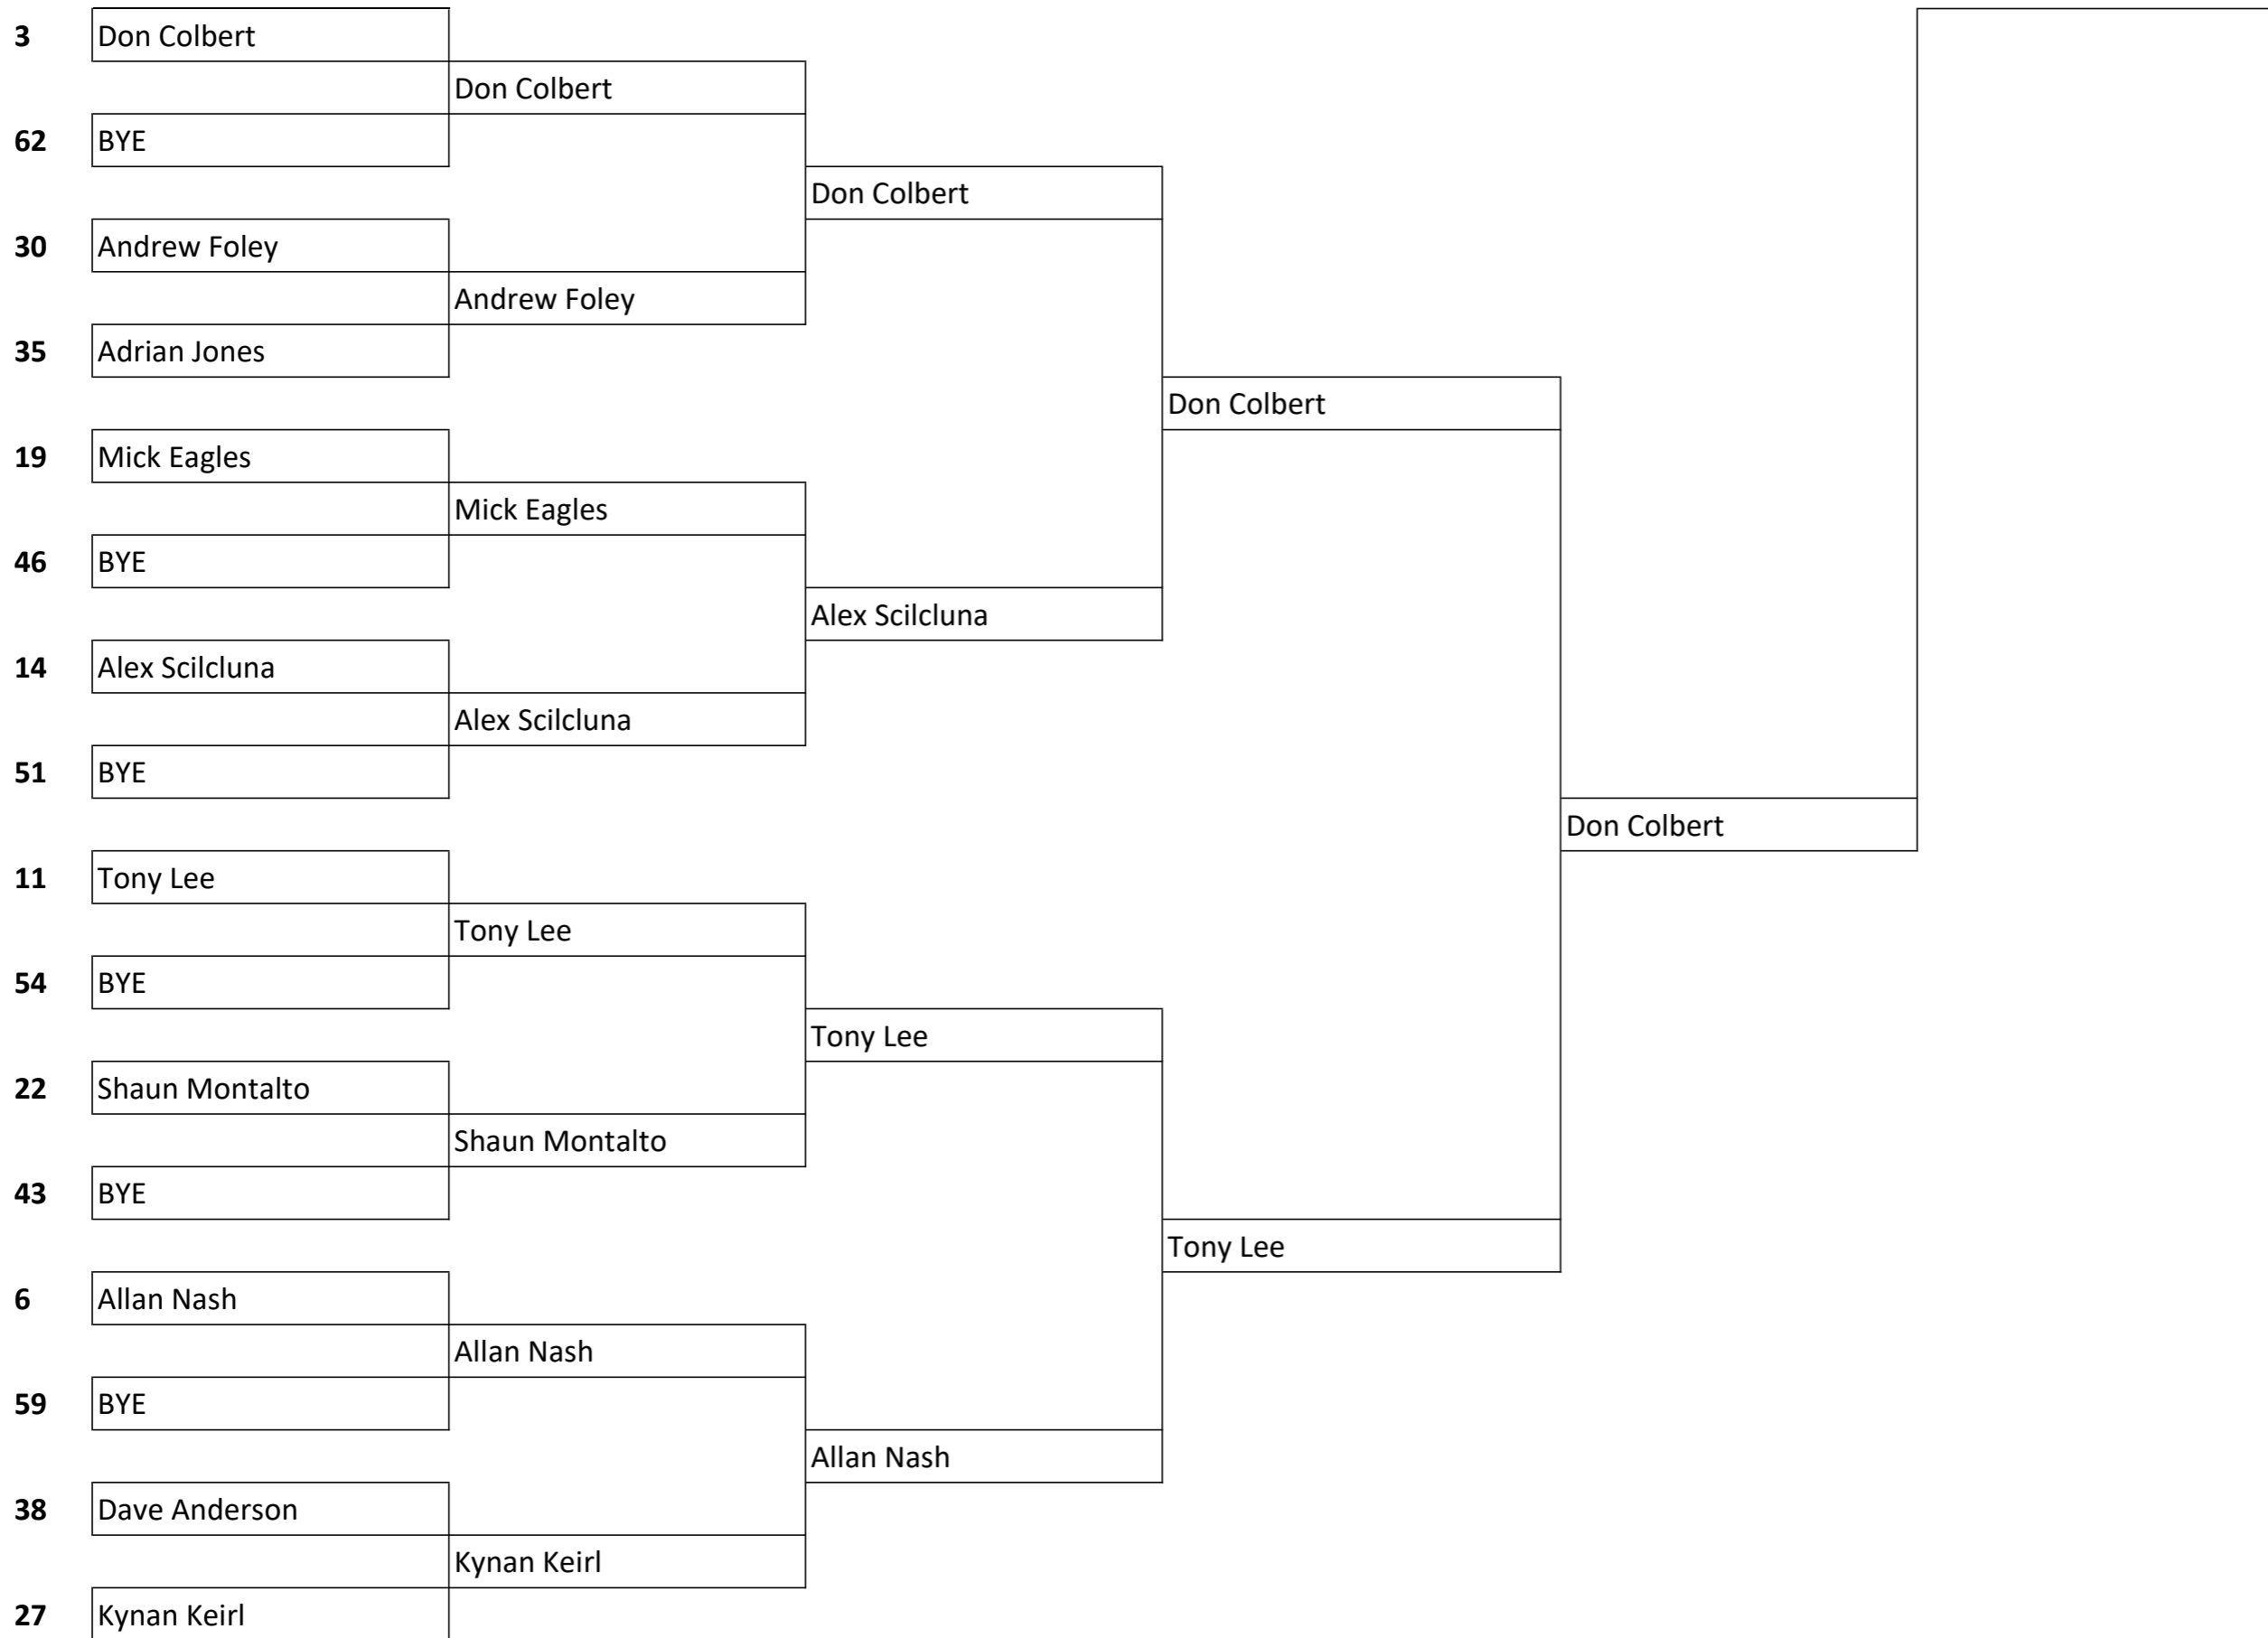 3 Don Colbert
Don Colbert
62 BYE
Don Colbert
30 Andrew Foley
Andrew Foley
35 Adrian Jones
Don Colbert
19 Mick Eagles
Mick Eagles
46 BYE
Alex Scilcluna
14 Alex Scilcluna
Alex Scilcluna
51 BYE
Don Colbert
11 Tony Lee
Tony Lee
54 BYE
Tony Lee
22 Shaun Montalto
Shaun Montalto
43 BYE
Tony Lee
6 Allan Nash
Allan Nash
59 BYE
Allan Nash
38 Dave Anderson
Kynan Keirl
27 Kynan Keirl